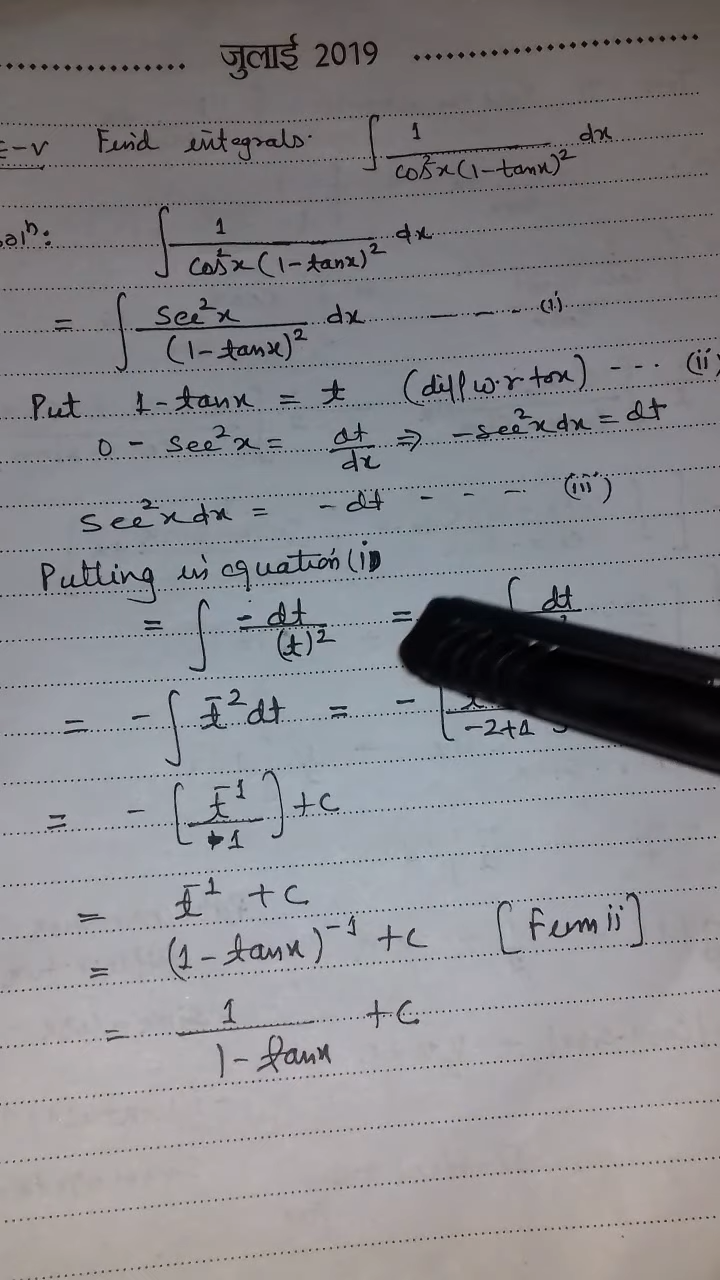 जुलाई 2019
E-V Find integrals. ∫ 1/(cos²x(1-tanx)²) dx
Solⁿ: ∫ 1/(cos²x(1-tanx)²) dx
= ∫ sec²x/(1-tanx)² dx - - - (i)
Put 1-tanx = t (diff w.r to x) --- (ii)
0 - sec²x = dt/dx ⇒ -sec²x dx = dt
sec²x dx = -dt - - - (iii)
Putting in equation (i)
= ∫ -dt/(t)² = ∫ dt
= -∫ t⁻² dt = - [ /-2+1
= - [t⁻¹/-1] + c
= t⁻¹ + c
= (1-tanx)⁻¹ + c [From ii]
= 1/(1-tanx) + c